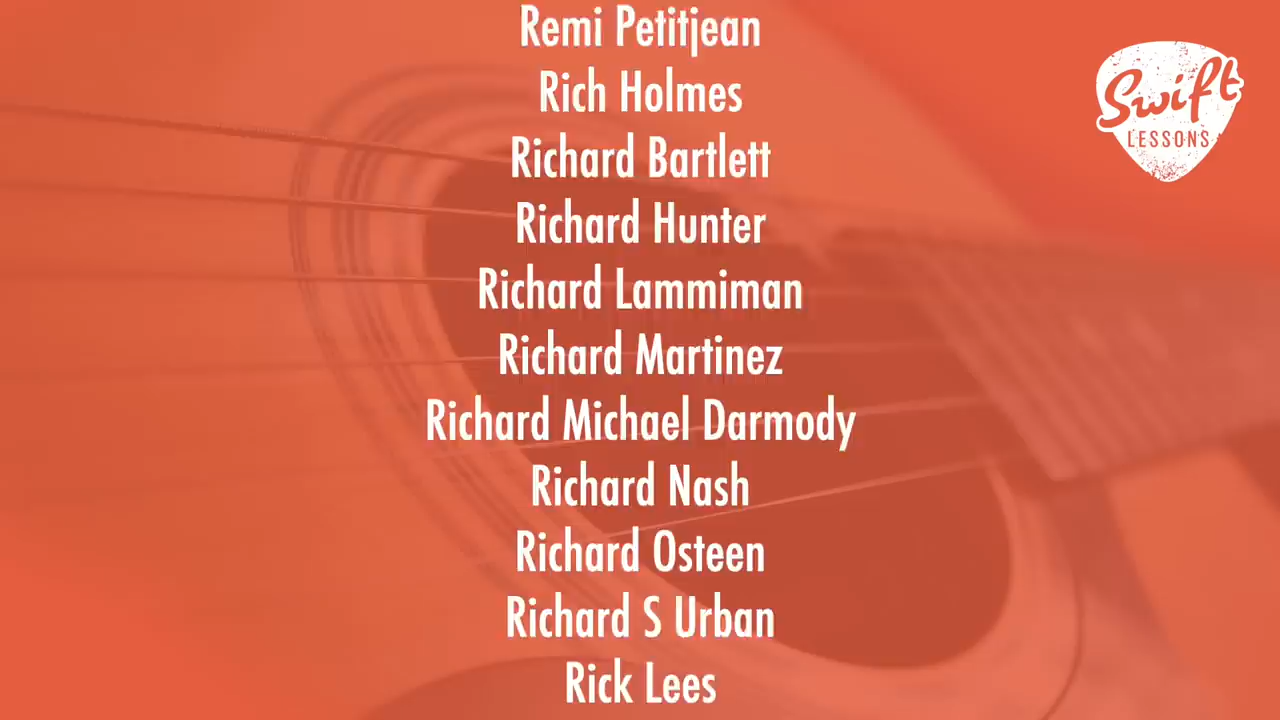 Remi Petitjean
Rich Holmes
Richard Bartlett
Richard Hunter
Richard Lammiman
Richard Martinez
Richard Michael Darmody
Richard Nash
Richard Osteen
Richard S Urban
Rick Lees
Swift
LESSONS